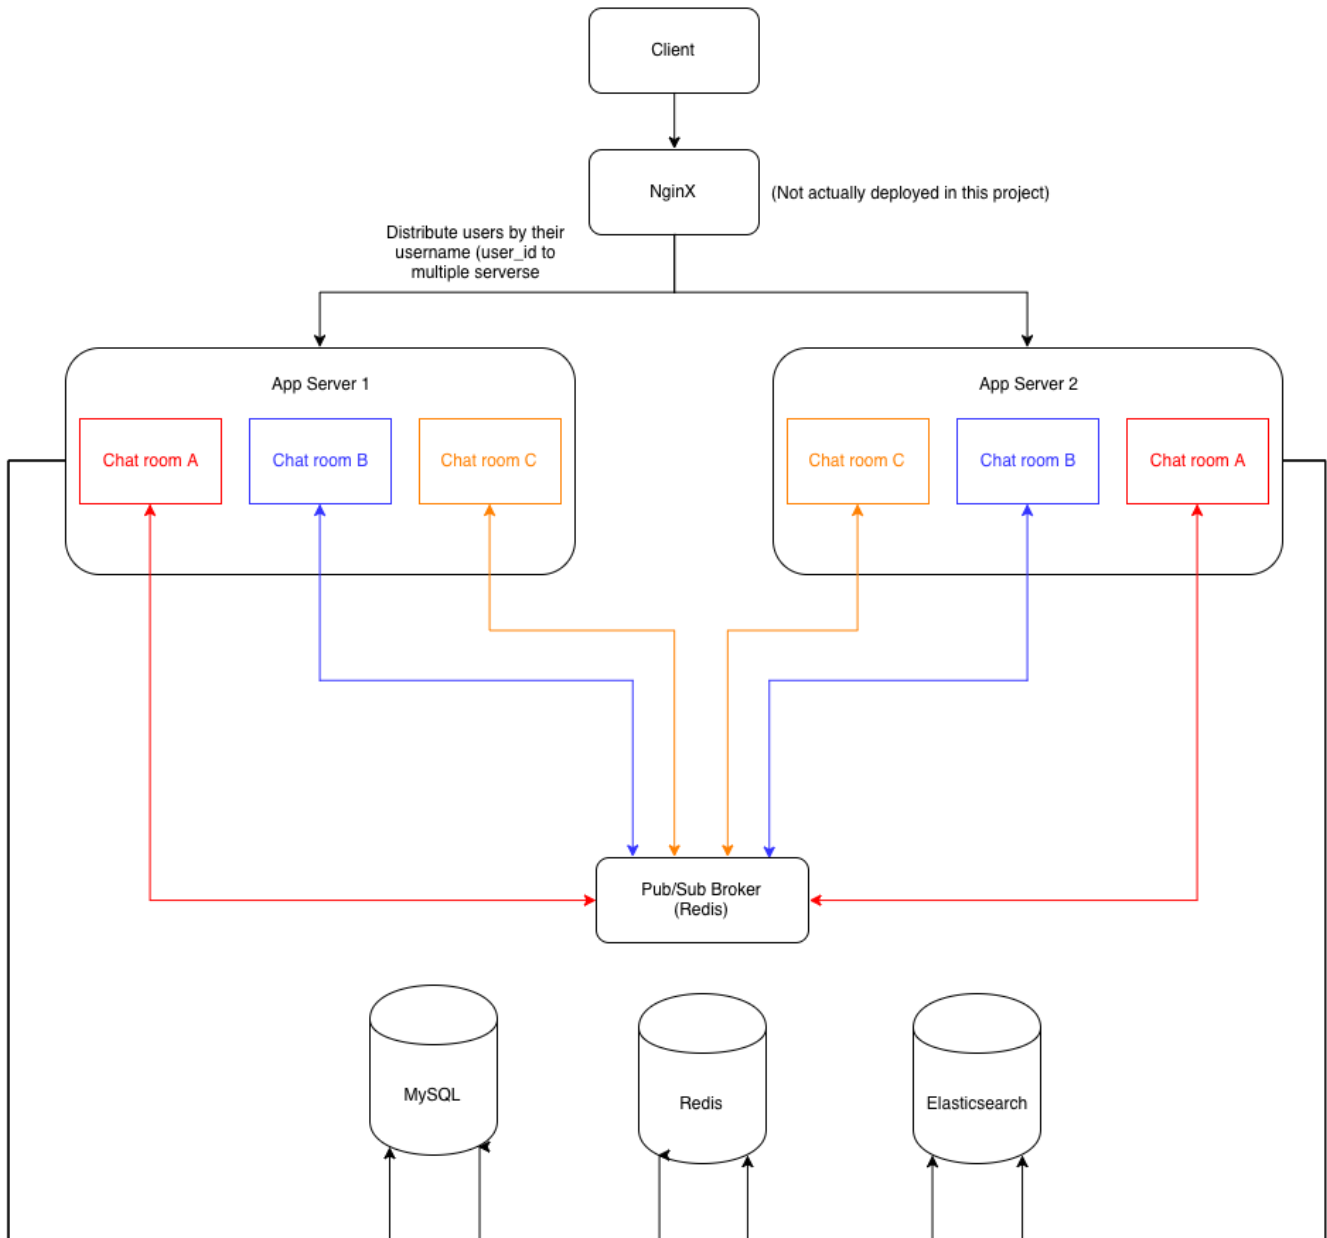 Client
NginX
(Not actually deployed in this project)
Distribute users by their
username (user_id to
multiple serverse
App Server 1
App Server 2
Chat room A
Chat room B
Chat room C
Chat room C
Chat room B
Chat room A
Pub/Sub Broker
(Redis)
MySQL
Redis
Elasticsearch